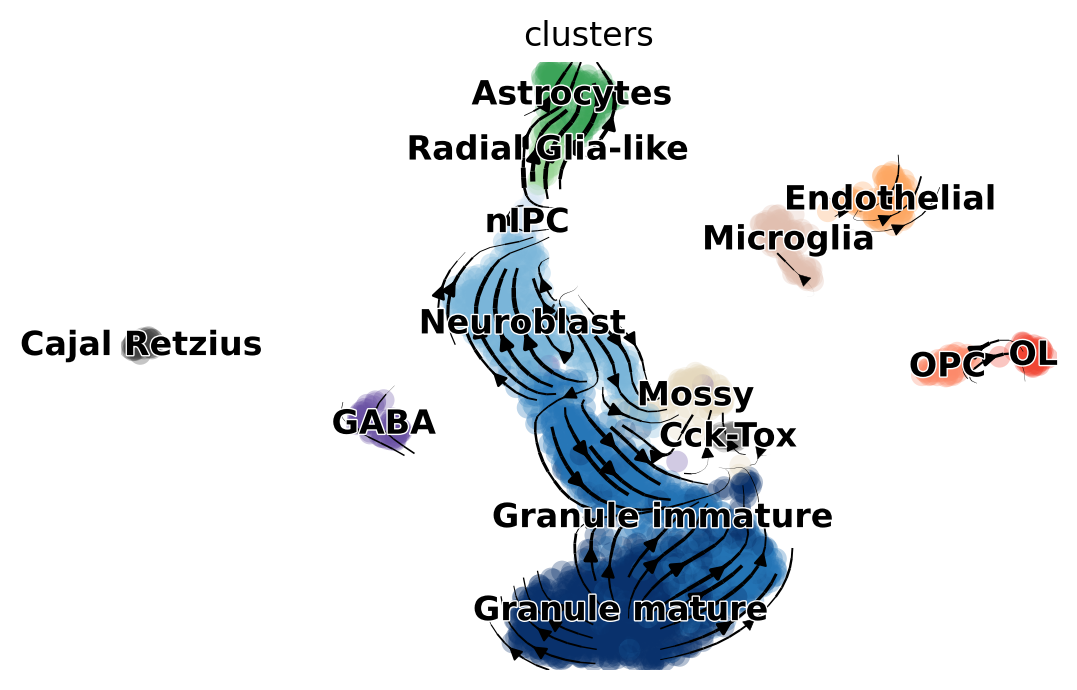 clusters
Astrocytes
Radial Glia-like
Endothelial
nIPC
Microglia
Neuroblast
Cajal Retzius
OPC
OL
Mossy
GABA
Cck-Tox
Granule immature
Granule mature